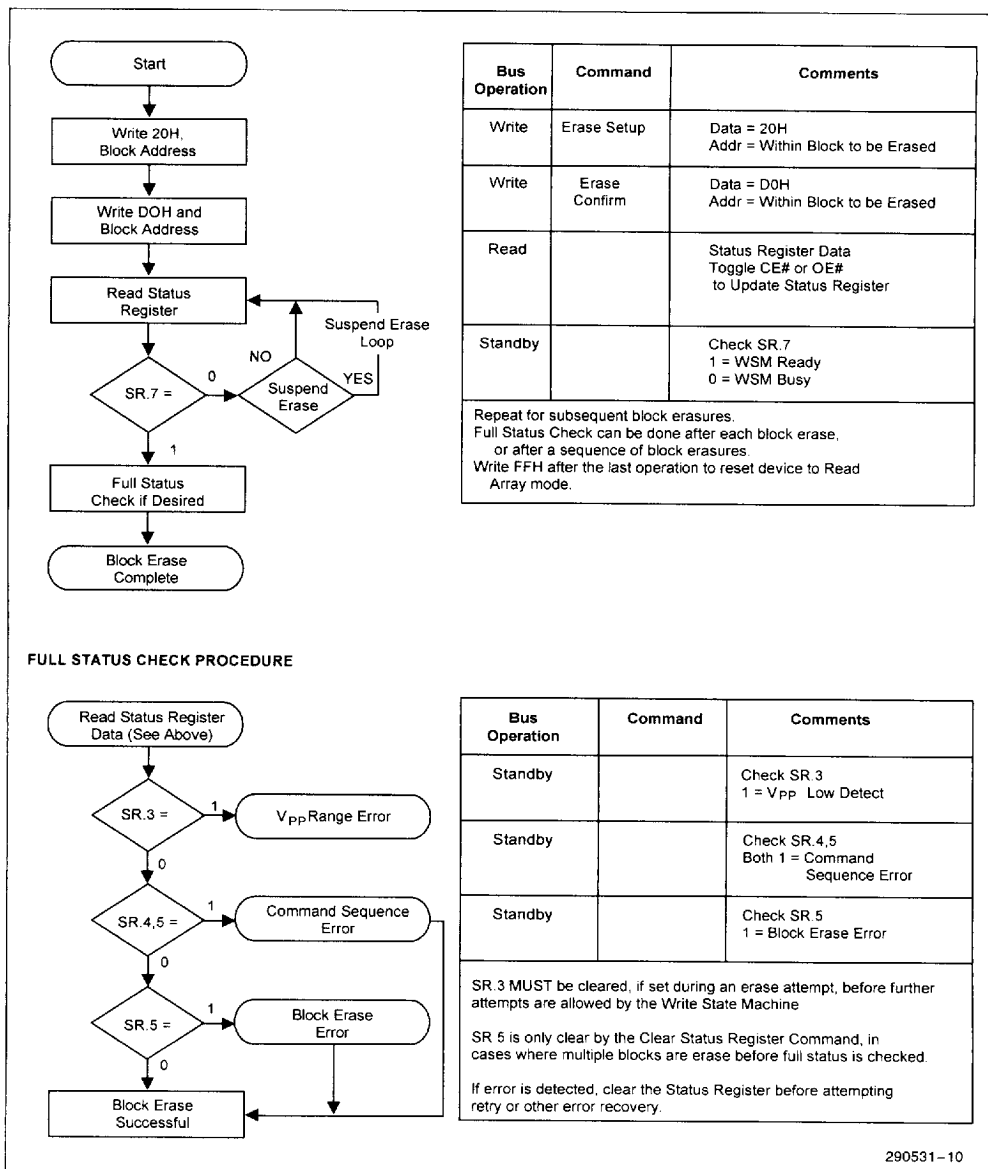 Start
Write 20H,
Block Address
Write DOH and
Block Address
Read Status
Register
Suspend Erase
Loop
NO
YES
SR.7 =
0
Suspend
Erase
1
Full Status
Check if Desired
Block Erase
Complete
Bus
Operation
Command
Comments
Write
Erase Setup
Data = 20H
Addr = Within Block to be Erased
Write
Erase
Confirm
Data = D0H
Addr = Within Block to be Erased
Read
Status Register Data
Toggle CE# or OE#
to Update Status Register
Standby
Check SR.7
1 = WSM Ready
0 = WSM Busy
Repeat for subsequent block erasures.
Full Status Check can be done after each block erase,
or after a sequence of block erasures.
Write FFH after the last operation to reset device to Read
Array mode.
FULL STATUS CHECK PROCEDURE
Read Status Register
Data (See Above)
SR.3 =
1
VPP Range Error
0
SR.4,5 =
1
Command Sequence
Error
0
SR.5 =
1
Block Erase
Error
0
Block Erase
Successful
Bus
Operation
Command
Comments
Standby
Check SR.3
1 = VPP Low Detect
Standby
Check SR.4,5
Both 1 = Command
Sequence Error
Standby
Check SR.5
1 = Block Erase Error
SR.3 MUST be cleared, if set during an erase attempt, before further
attempts are allowed by the Write State Machine
SR 5 is only clear by the Clear Status Register Command, in
cases where multiple blocks are erase before full status is checked.
If error is detected, clear the Status Register before attempting
retry or other error recovery.
290531-10